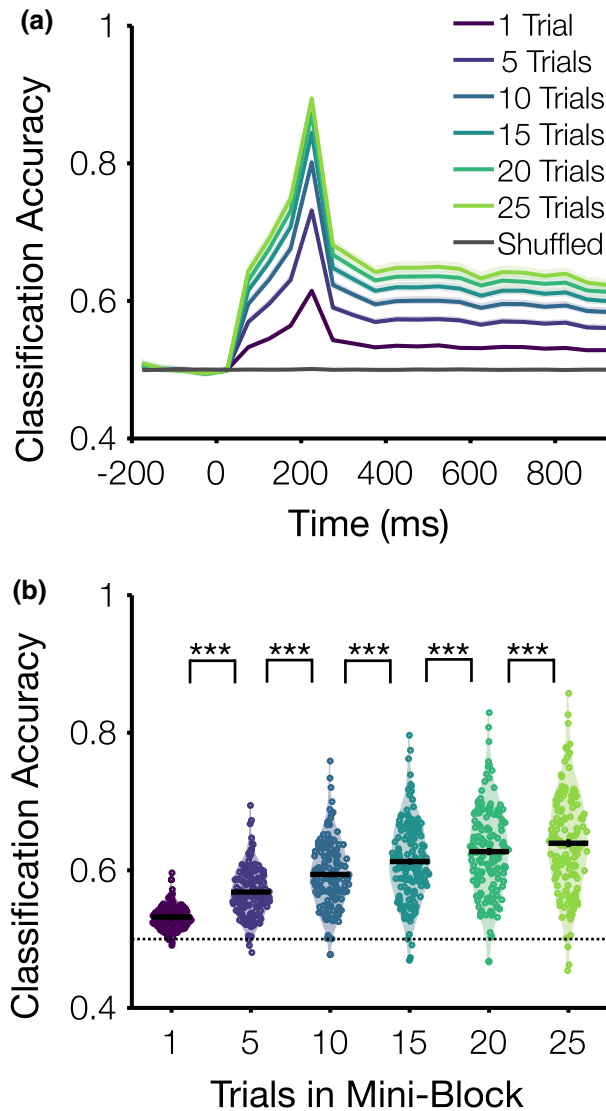 (a)
Classification Accuracy
1
0.8
0.6
0.4
1 Trial
5 Trials
10 Trials
15 Trials
20 Trials
25 Trials
Shuffled
-200 0 200 400 600 800
Time (ms)
(b)
Classification Accuracy
1
0.8
0.6
0.4
*** *** *** *** ***
1 5 10 15 20 25
Trials in Mini-Block